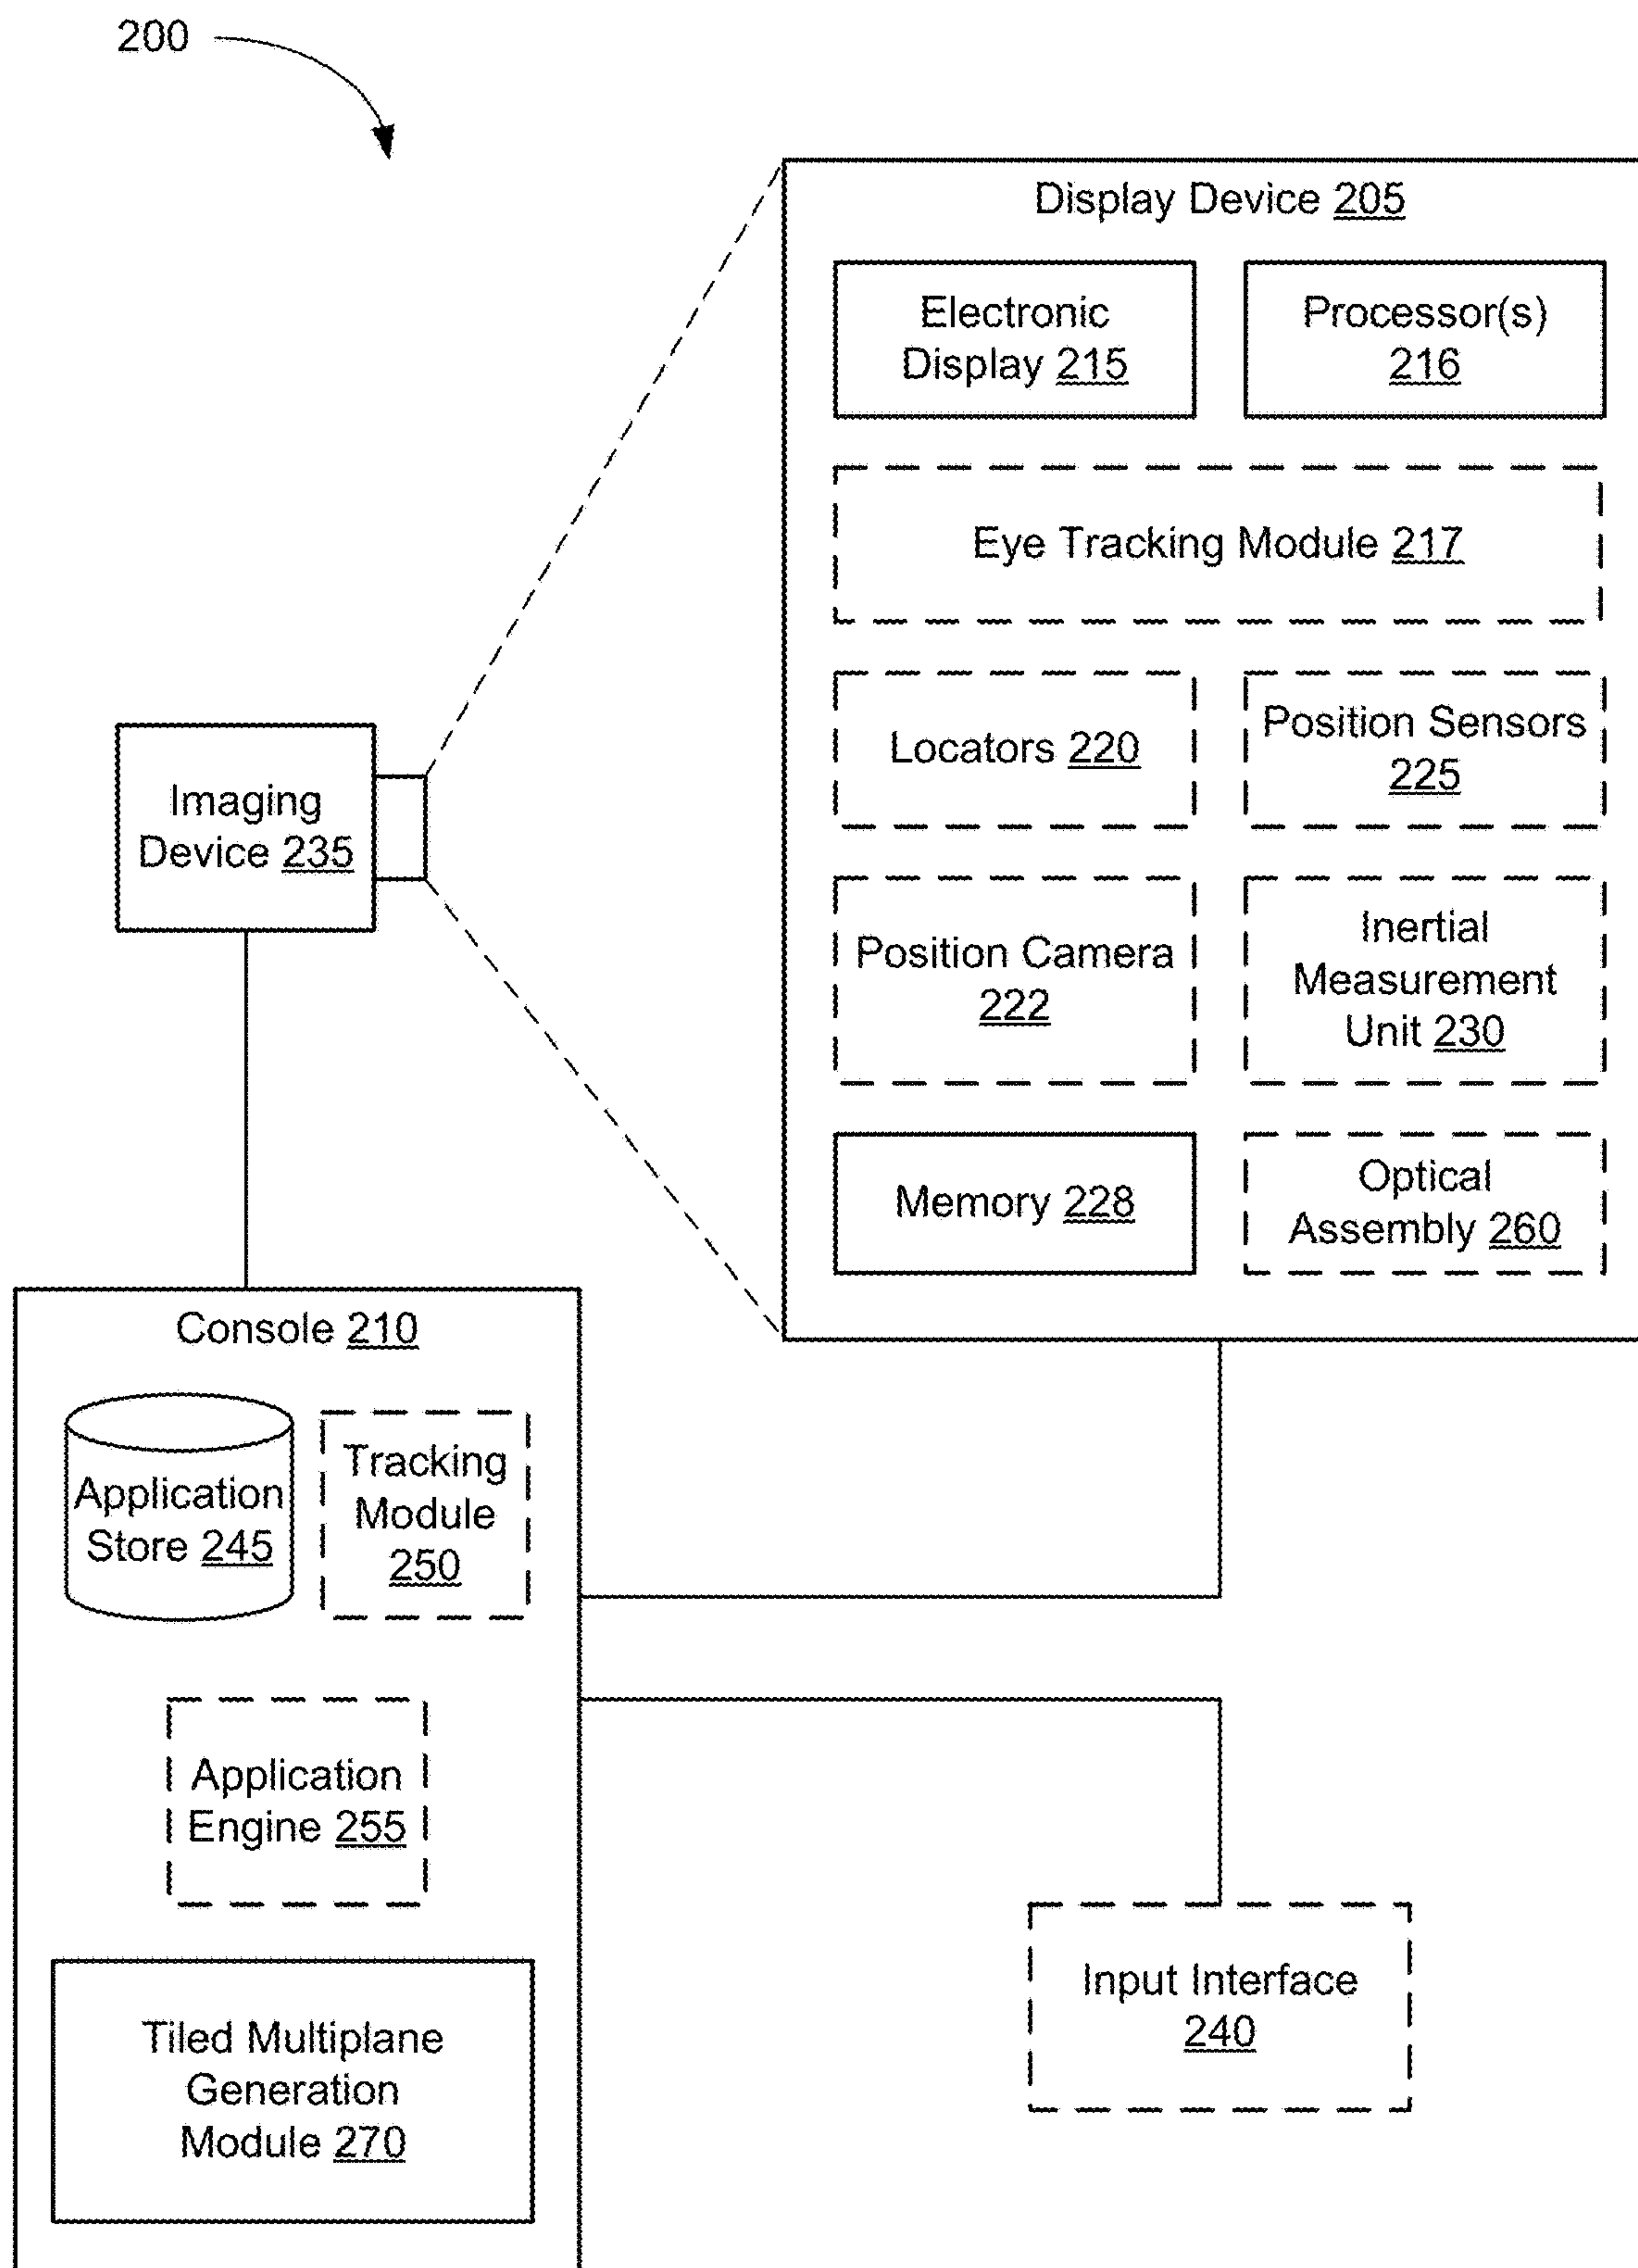 200
Display Device 205
Electronic
Display 215
Processor(s)
216
Eye Tracking Module 217
Locators 220
Position Sensors
225
Imaging
Device 235
Position Camera
222
Inertial
Measurement
Unit 230
Memory 228
Optical
Assembly 260
Console 210
Application
Store 245
Tracking
Module
250
Application
Engine 255
Input Interface
240
Tiled Multiplane
Generation
Module 270